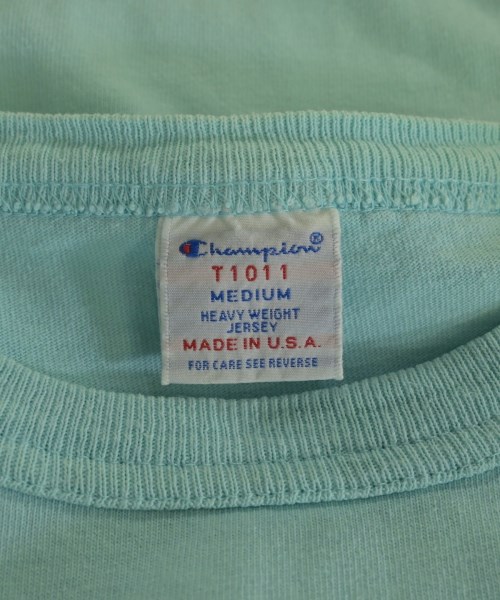 Champion®
T1011
MEDIUM
HEAVY WEIGHT
JERSEY
MADE IN U.S.A.
FOR CARE SEE REVERSE